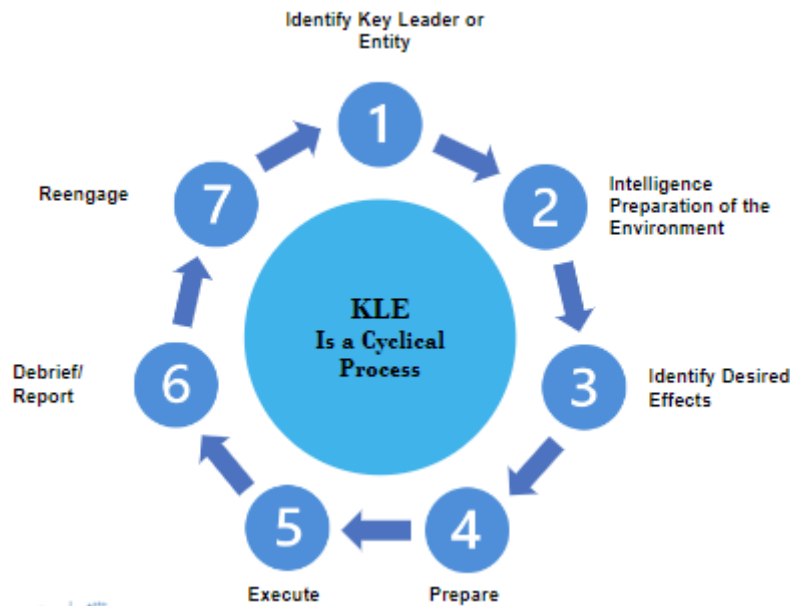 Identify Key Leader or
Entity
1
2
Intelligence
Preparation of the
Environment
3
Identify Desired
Effects
4
Prepare
5
Execute
6
Debrief/
Report
7
Reengage
KLE
Is a Cyclical
Process